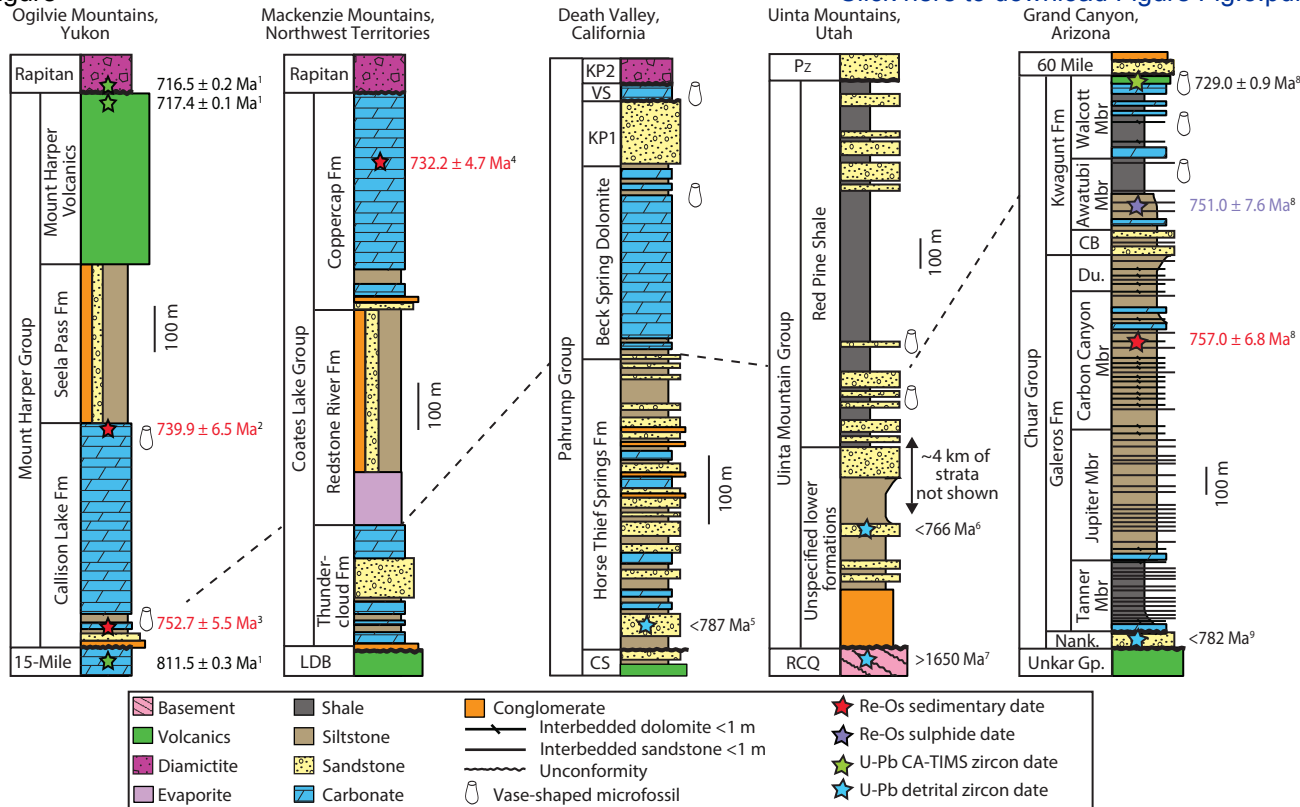 Ogilvie Mountains,
Yukon
Mackenzie Mountains,
Northwest Territories
Death Valley,
California
Uinta Mountains,
Utah
Grand Canyon,
Arizona
Rapitan
Mount Harper
Volcanics
Seela Pass Fm
Callison Lake Fm
Mount Harper Group
15-Mile
716.5 ± 0.2 Ma¹
717.4 ± 0.1 Ma¹
739.9 ± 6.5 Ma²
752.7 ± 5.5 Ma³
811.5 ± 0.3 Ma¹
100 m
Rapitan
Coppercap Fm
Redstone River Fm
Thunder-
cloud Fm
Coates Lake Group
LDB
732.2 ± 4.7 Ma⁴
100 m
KP2
VS
KP1
Beck Spring Dolomite
Horse Thief Springs Fm
Pahrump Group
CS
<787 Ma⁵
100 m
PZ
Red Pine Shale
Unspecified lower
formations
Uinta Mountain Group
RCQ
100 m
~4 km of
strata
not shown
<766 Ma⁶
>1650 Ma⁷
60 Mile
Walcott
Mbr
Awatubi
Mbr
CB
Kwagunt Fm
Du.
Carbon Canyon
Mbr
Jupiter Mbr
Tanner
Mbr
Nank.
Galeros Fm
Chuar Group
Unkar Gp.
729.0 ± 0.9 Ma⁸
751.0 ± 7.6 Ma⁸
757.0 ± 6.8 Ma⁸
<782 Ma⁹
100 m
Basement
Volcanics
Diamictite
Evaporite
Shale
Siltstone
Sandstone
Carbonate
Conglomerate
Interbedded dolomite <1 m
Interbedded sandstone <1 m
Unconformity
Vase-shaped microfossil
Re-Os sedimentary date
Re-Os sulphide date
U-Pb CA-TIMS zircon date
U-Pb detrital zircon date